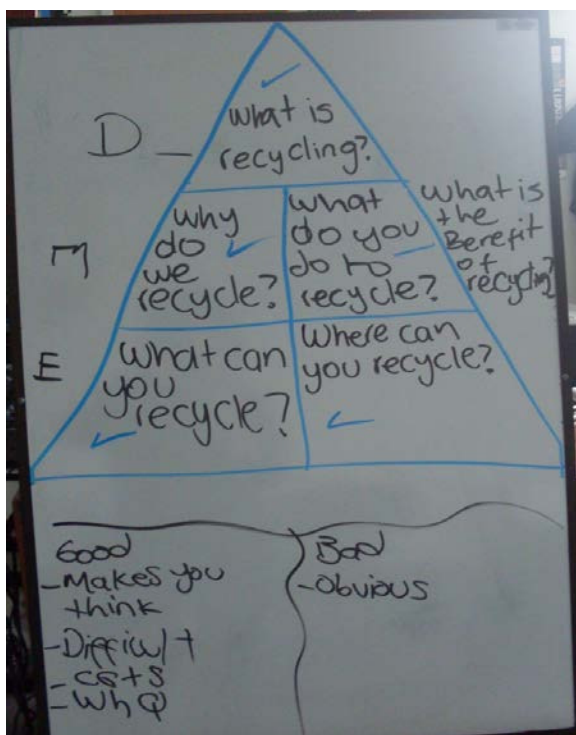 D_
what is
recycling?
M
why
do
we
recycle?
what
do you
do to
recycle?
what is
the
Benefit
of
recycling?
E
what can
you
recycle?
Where can
you recycle?
Good
-Makes you
think
-Difficult
-
-Wh Q
Bad
-Obvious